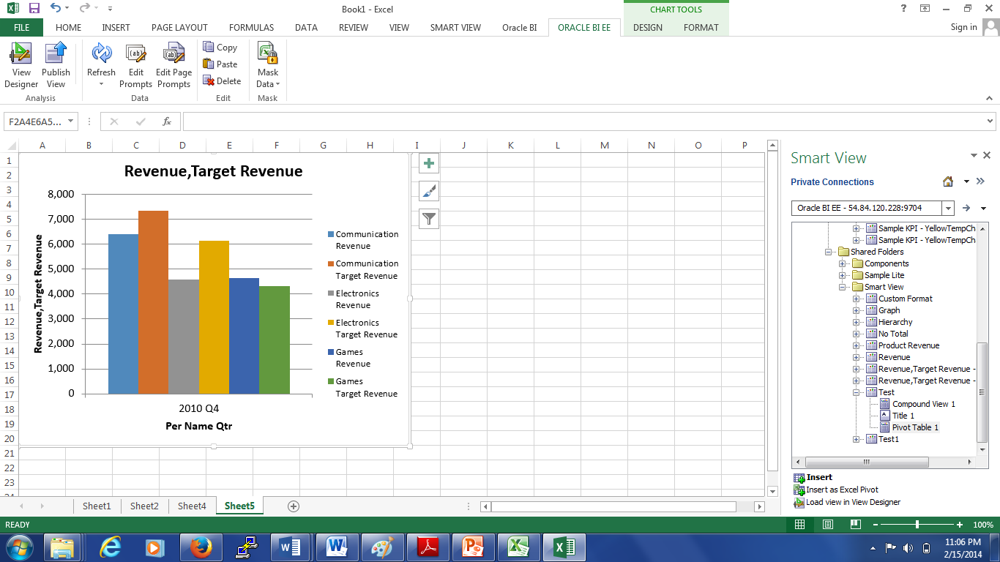 Book1 - Excel
CHART TOOLS
?
FILE HOME INSERT PAGE LAYOUT FORMULAS DATA REVIEW VIEW SMART VIEW Oracle BI ORACLE BI EE DESIGN FORMAT Sign in
View Designer
Publish View
Analysis
Refresh
Edit Prompts
Edit Page Prompts
Data
Copy
Paste
Delete
Edit
Mask Data
Mask
F2A4E6A5... fx
A B C D E F G H I J K L M N O P
1
2
3
4
5
6
7
8
9
10
11
12
13
14
15
16
17
18
19
20
21
22
23
Revenue,Target Revenue
Revenue,Target Revenue
8,000
7,000
6,000
5,000
4,000
3,000
2,000
1,000
0
2010 Q4
Per Name Qtr
Communication
Revenue
Communication
Target Revenue
Electronics
Revenue
Electronics
Target Revenue
Games
Revenue
Games
Target Revenue
Smart View
Private Connections
Oracle BI EE - 54.84.120.228:9704
Sample KPI - YellowTempCh
Sample KPI - YellowTempCh
Shared Folders
Components
Sample Lite
Smart View
Custom Format
Graph
Hierarchy
No Total
Product Revenue
Revenue
Revenue,Target Revenue -
Revenue,Target Revenue -
Test
Compound View 1
Title 1
Pivot Table 1
Test1
Insert
Insert as Excel Pivot
Load view in View Designer
Sheet1 Sheet2 Sheet4 Sheet5
READY 100%
11:06 PM
2/15/2014